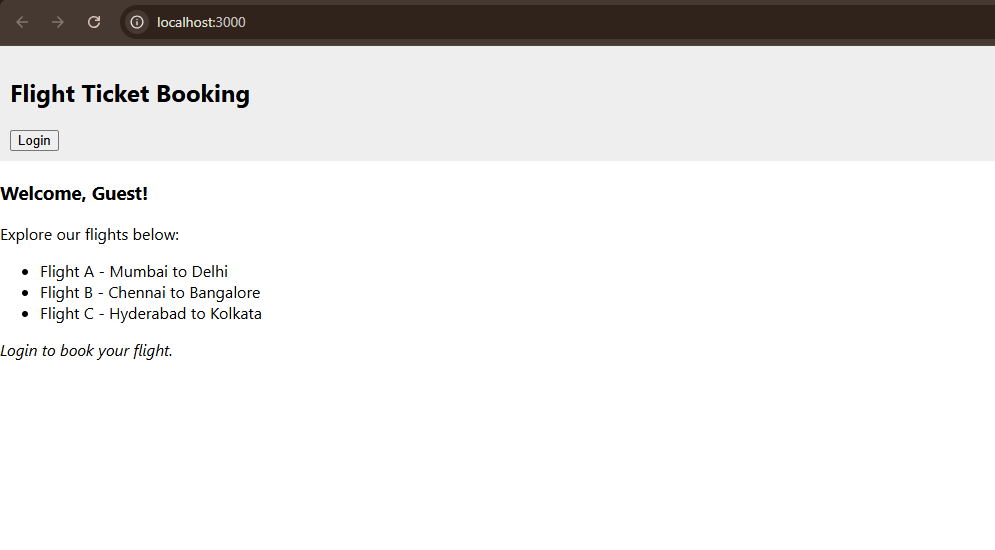 localhost:3000
Flight Ticket Booking
Login
Welcome, Guest!
Explore our flights below:
Flight A - Mumbai to Delhi
Flight B - Chennai to Bangalore
Flight C - Hyderabad to Kolkata
Login to book your flight.